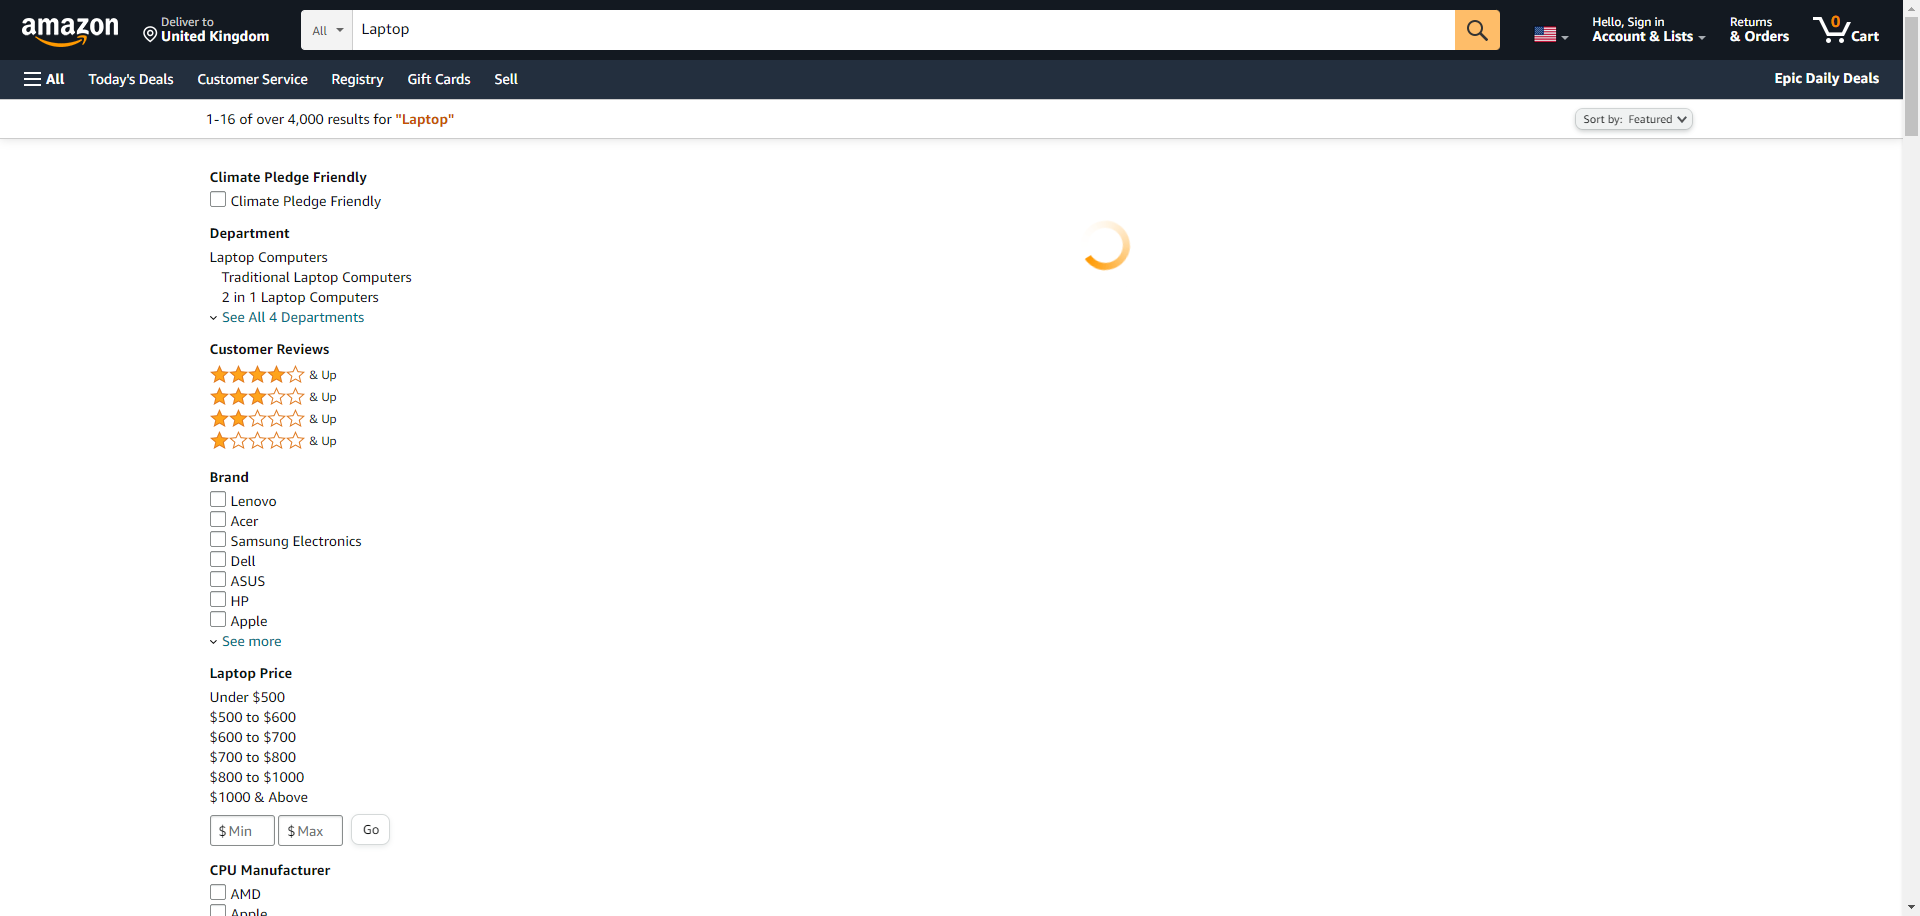 amazon
Deliver to
United Kingdom
All
Laptop
Hello, Sign in
Account & Lists
Returns
& Orders
0
Cart
All
Today's Deals
Customer Service
Registry
Gift Cards
Sell
Epic Daily Deals
1-16 of over 4,000 results for "Laptop"
Sort by: Featured
Climate Pledge Friendly
Climate Pledge Friendly
Department
Laptop Computers
Traditional Laptop Computers
2 in 1 Laptop Computers
See All 4 Departments
Customer Reviews
& Up
& Up
& Up
& Up
Brand
Lenovo
Acer
Samsung Electronics
Dell
ASUS
HP
Apple
See more
Laptop Price
Under $500
$500 to $600
$600 to $700
$700 to $800
$800 to $1000
$1000 & Above
$ Min
$ Max
Go
CPU Manufacturer
AMD
Apple